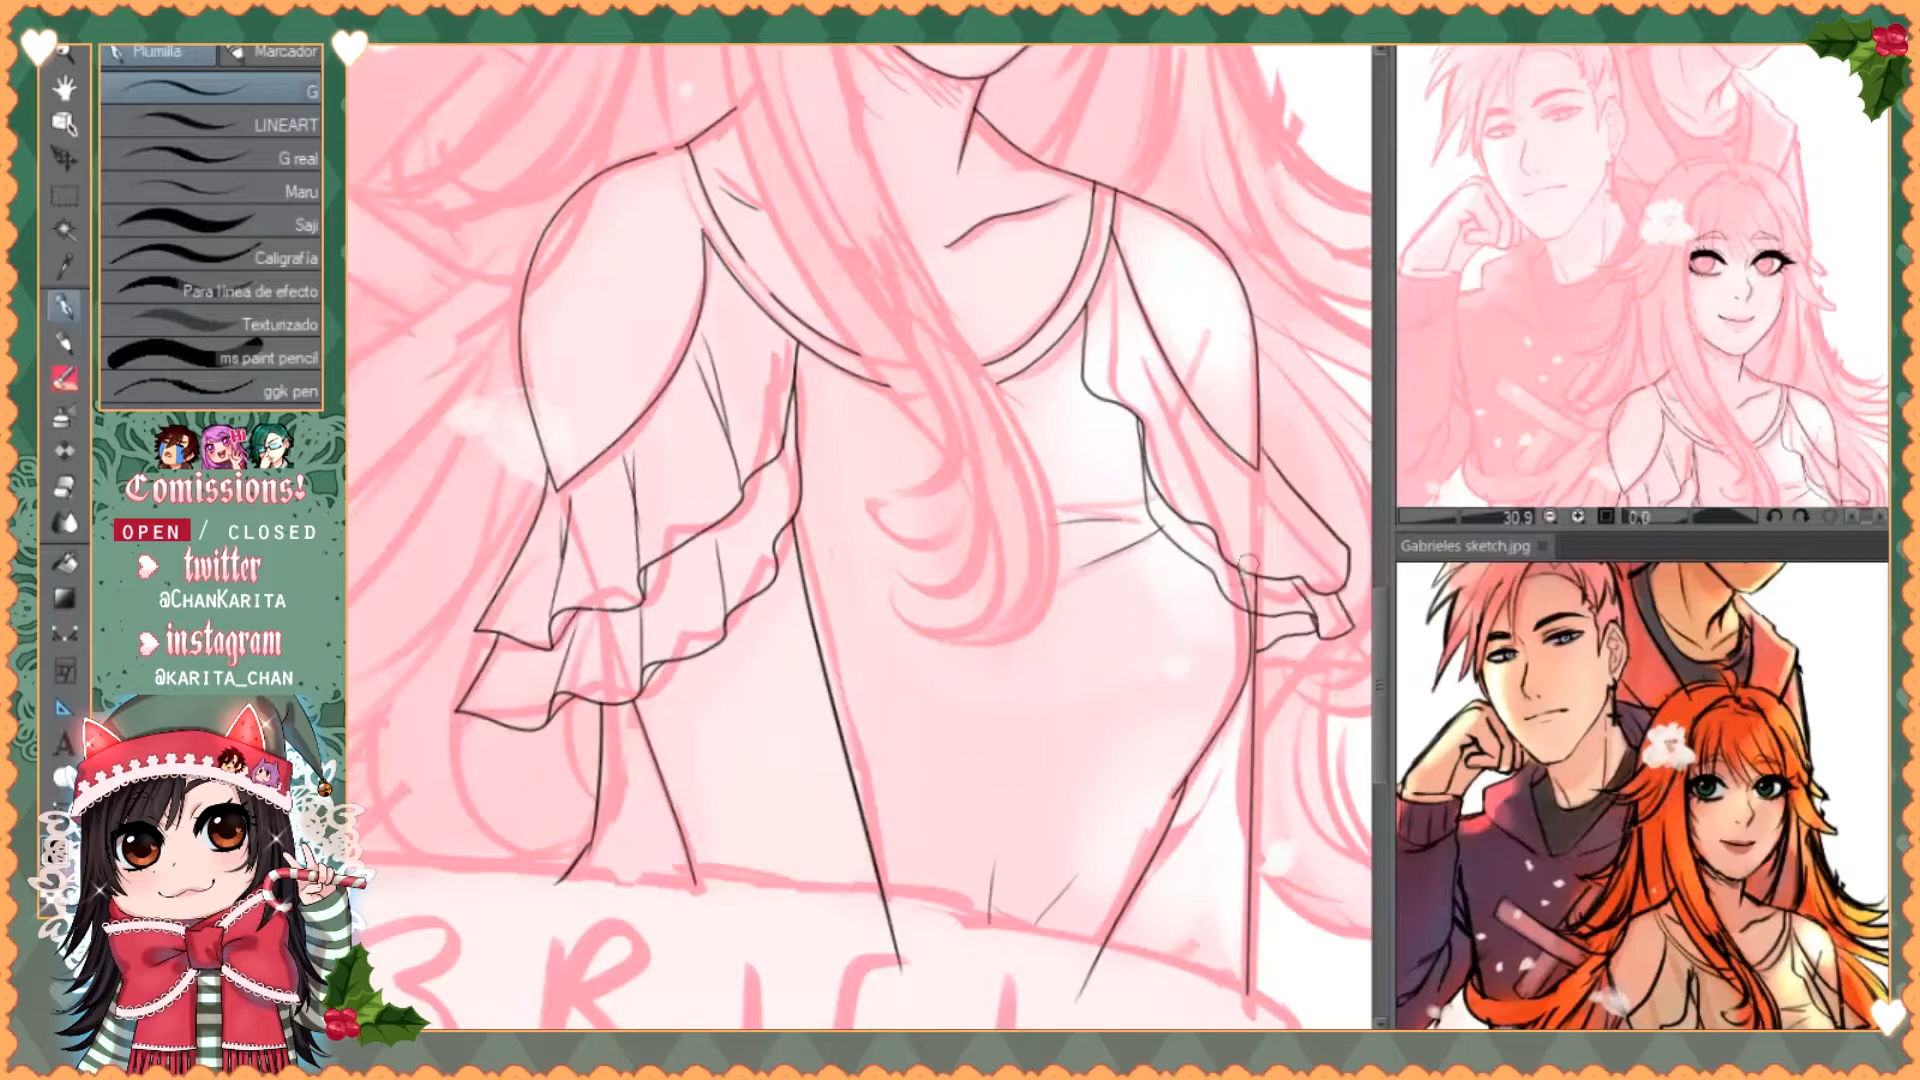 Plumilla
Marcador
G
LINEART
G real
Maru
Saji
Caligrafía
Para línea de efecto
Texturizado
ms paint pencil
ggk pen
Comissions!
OPEN / CLOSED
twitter
@CHANKARITA
instagram
@KARITA_CHAN
A
30.9
0,0
Gabrieles sketch.jpg